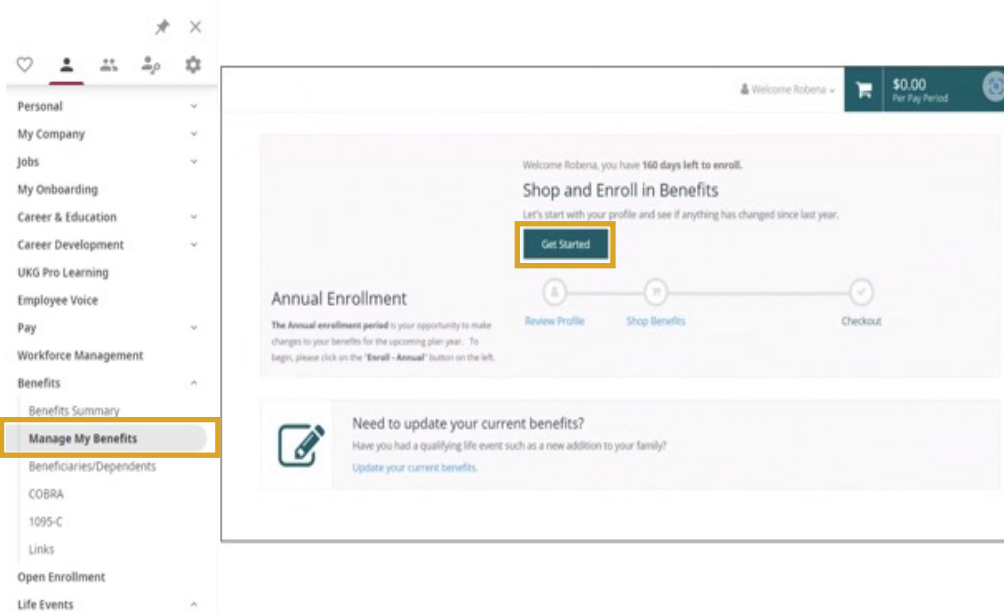 Personal
My Company
Jobs
My Onboarding
Career & Education
Career Development
UKG Pro Learning
Employee Voice
Pay
Workforce Management
Benefits
Benefits Summary
Manage My Benefits
Beneficiaries/Dependents
COBRA
1095-C
Links
Open Enrollment
Life Events
Welcome Robena
$0.00
Per Pay Period
Welcome Robena, you have 160 days left to enroll.
Shop and Enroll in Benefits
Let's start with your profile and see if anything has changed since last year.
Get Started
Annual Enrollment
The Annual enrollment period is your opportunity to make
changes to your benefits for the upcoming plan year. To
begin, please click on the "Enroll - Annual" button on the left.
Review Profile
Shop Benefits
Checkout
Need to update your current benefits?
Have you had a qualifying life event such as a new addition to your family?
Update your current benefits.